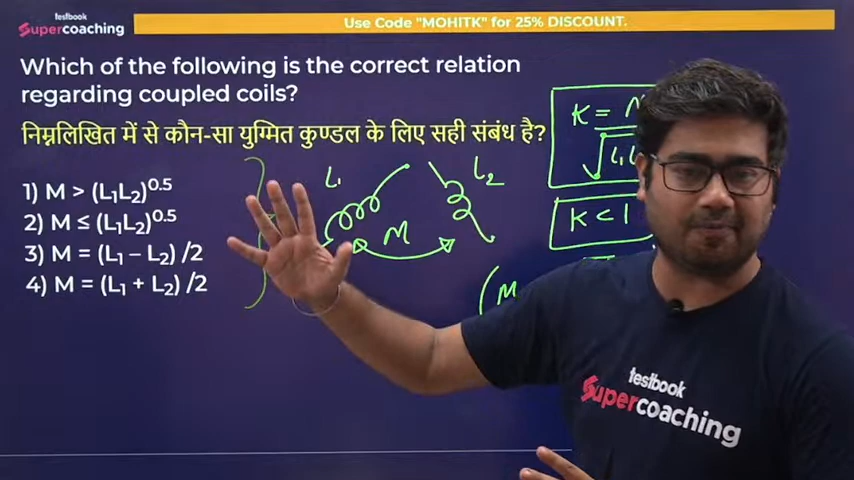 testbook
Supercoaching
Use Code "MOHITK" for 25% DISCOUNT.
Which of the following is the correct relation
regarding coupled coils?
निम्नलिखित में से कौन-सा युग्मित कुण्डल के लिए सही संबंध है?
1) M > (L₁L₂)^0.5
2) M ≤ (L₁L₂)^0.5
3) M = (L₁ – L₂) /2
4) M = (L₁ + L₂) /2
L₁
L₂
M
K =
√L₁
K < 1
(M
testbook
Supercoaching